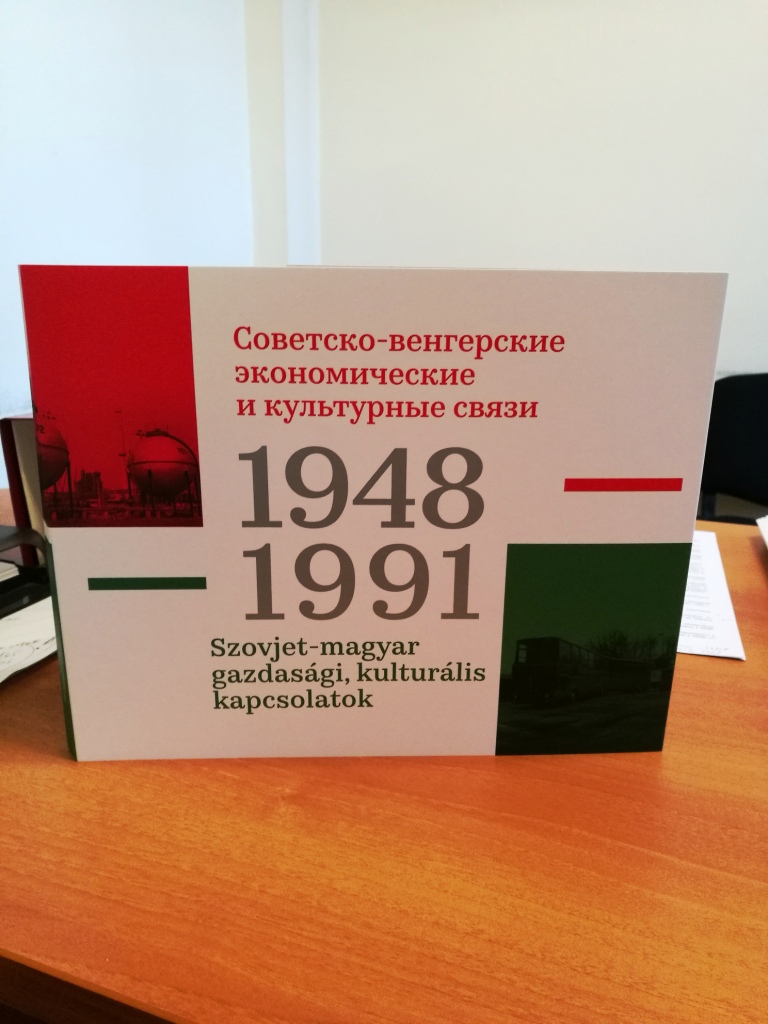 Советско-венгерские
экономические
и культурные связи
1948
1991
Szovjet-magyar
gazdasági, kulturális
kapcsolatok